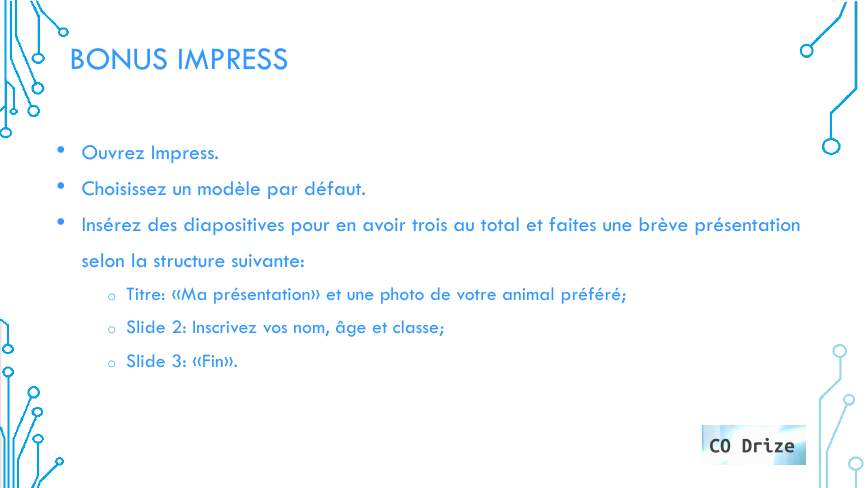 BONUS IMPRESS
• Ouvrez Impress.
• Choisissez un modèle par défaut.
• Insérez des diapositives pour en avoir trois au total et faites une brève présentation
selon la structure suivante:
o Titre: «Ma présentation» et une photo de votre animal préféré;
o Slide 2: Inscrivez vos nom, âge et classe;
o Slide 3: «Fin».
CO Drize